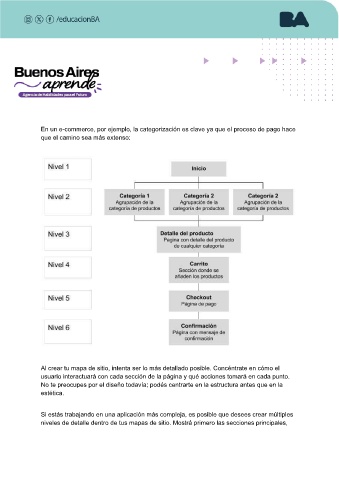 /educacionBA
BA
Buenos Aires
aprende
Agencia de Habilidades para el Futuro
En un e-commerce, por ejemplo, la categorización es clave ya que el proceso de pago hace
que el camino sea más extenso:
Nivel 1
Inicio
Nivel 2
Categoría 1
Agrupación de la
categoría de productos
Categoría 2
Agrupación de la
categoría de productos
Categoría 2
Agrupación de la
categoría de productos
Nivel 3
Detalle del producto
Página con detalle del producto
de cualquier categoría
Nivel 4
Carrito
Sección donde se
añaden los productos
Nivel 5
Checkout
Página de pago
Nivel 6
Confirmación
Página con mensaje de
confirmación
Al crear tu mapa de sitio, intenta ser lo más detallado posible. Concéntrate en cómo el
usuario interactuará con cada sección de la página y qué acciones tomará en cada punto.
No te preocupes por el diseño todavía; podés centrarte en la estructura antes que en la
estética.
Si estás trabajando en una aplicación más compleja, es posible que desees crear múltiples
niveles de detalle dentro de tus mapas de sitio. Mostrá primero las secciones principales,